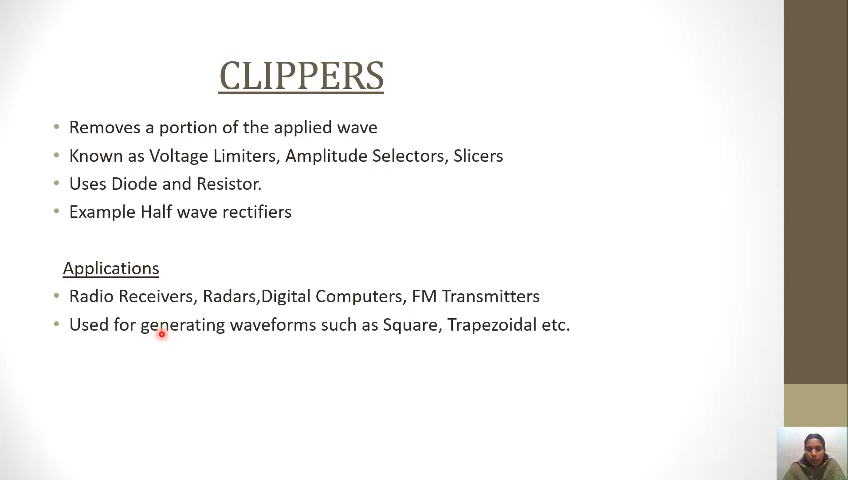 CLIPPERS
• Removes a portion of the applied wave
• Known as Voltage Limiters, Amplitude Selectors, Slicers
• Uses Diode and Resistor.
• Example Half wave rectifiers
Applications
• Radio Receivers, Radars,Digital Computers, FM Transmitters
• Used for generating waveforms such as Square, Trapezoidal etc.